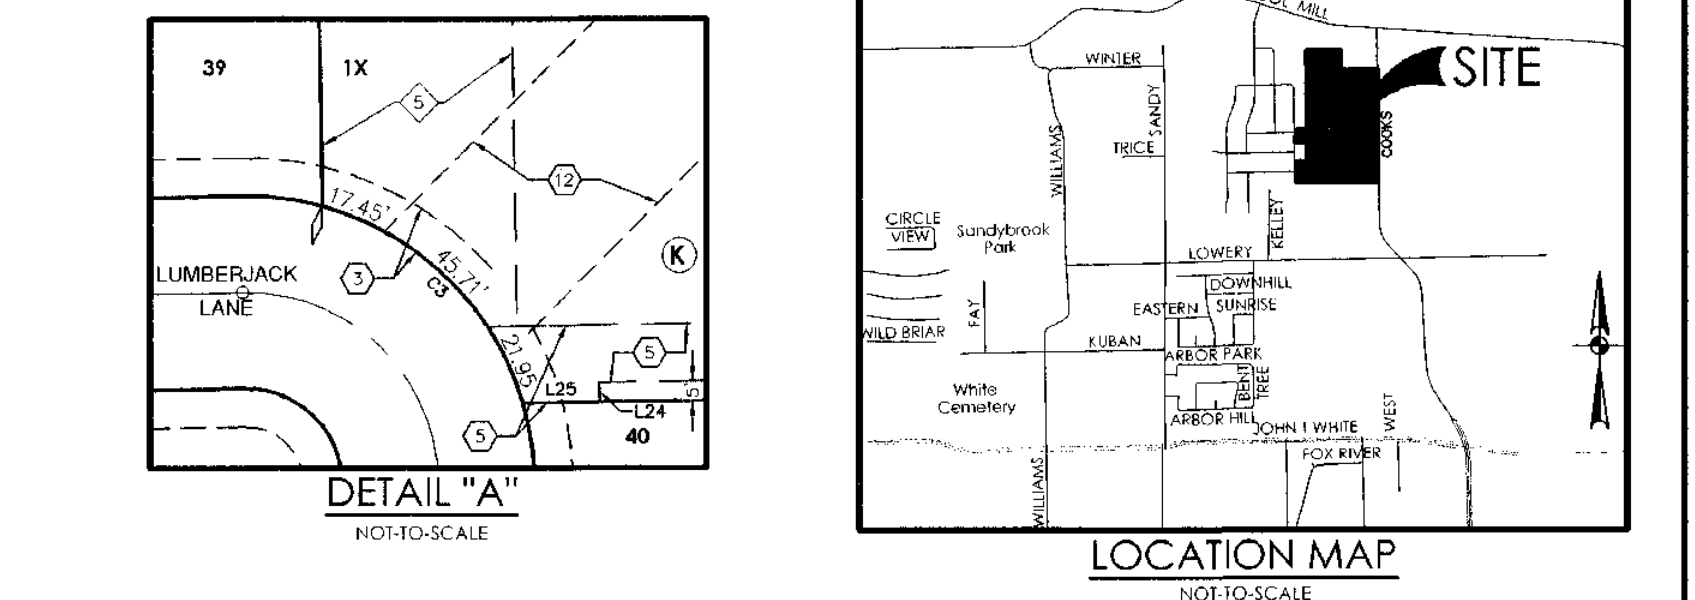 39
1X
5
12
17.45'
3
45.71'
C3
K
LUMBERJACK
LANE
21.95'
5
L25
5'
L24
5
40
DETAIL "A"
NOT-TO-SCALE
MILL
WINTER
SITE
SANDY
COOKS
TRICE
WILLIAMS
CIRCLE
VIEW
Sandybrook
Park
KELLEY
LOWERY
DOWNHILL
FAY
EASTERN
SUNRISE
WILD BRIAR
KUBAN
ARBOR PARK
BENT
TREE
White
Cemetery
WEST
ARBOR HILL
JOHN T WHITE
FOX RIVER
WILLIAMS
LOCATION MAP
NOT-TO-SCALE